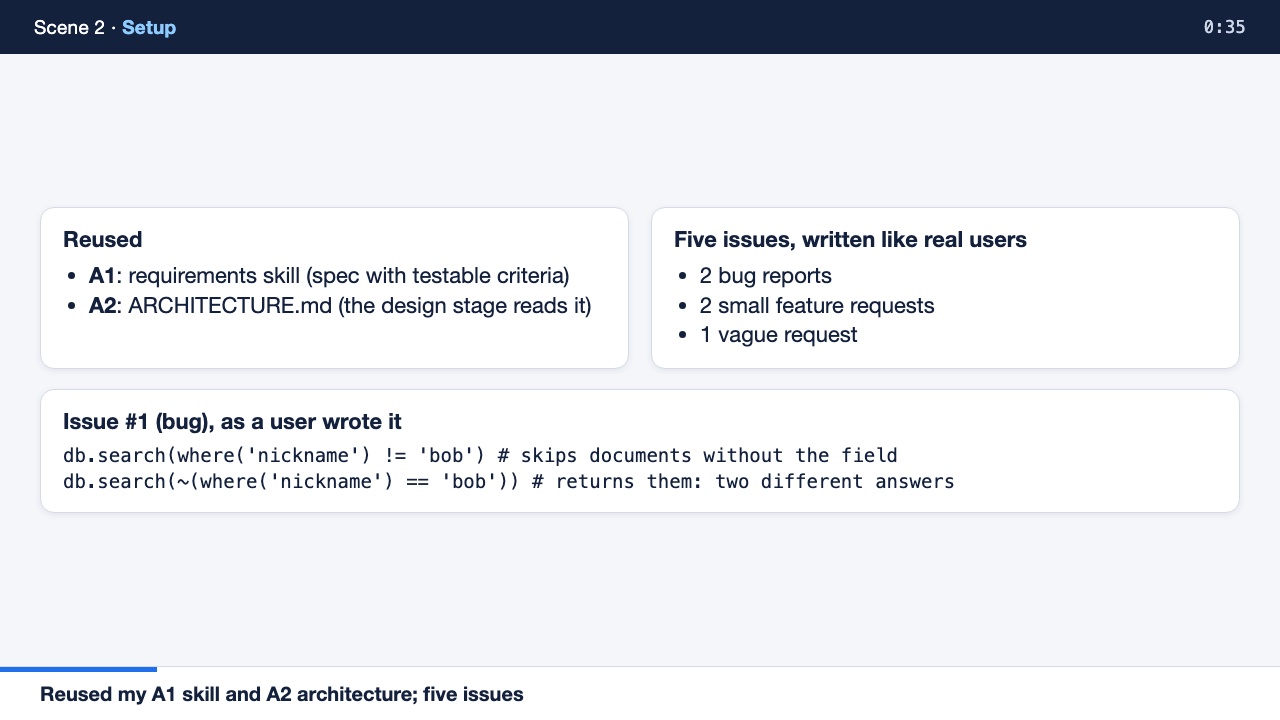 Scene 2 · Setup
0:35
Reused
• A1: requirements skill (spec with testable criteria)
• A2: ARCHITECTURE.md (the design stage reads it)
Five issues, written like real users
• 2 bug reports
• 2 small feature requests
• 1 vague request
Issue #1 (bug), as a user wrote it
db.search(where('nickname') != 'bob') # skips documents without the field
db.search(~(where('nickname') == 'bob')) # returns them: two different answers
Reused my A1 skill and A2 architecture; five issues